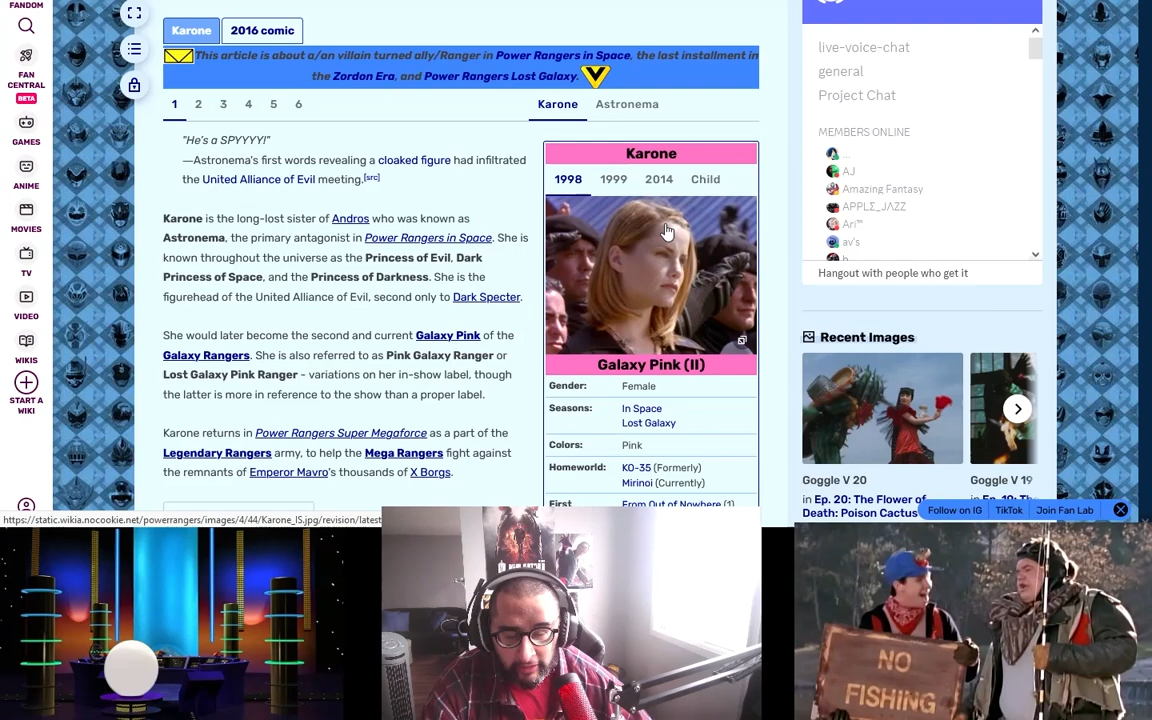 FANDOM
FAN
CENTRAL
BETA
GAMES
ANIME
MOVIES
TV
VIDEO
WIKIS
START A
WIKI
Karone
2016 comic
This article is about a/an villain turned ally/Ranger in Power Rangers in Space, the last installment in
the Zordon Era, and Power Rangers Lost Galaxy.
1 2 3 4 5 6
Karone Astronema
"He's a SPYYYY!"
—Astronema's first words revealing a cloaked figure had infiltrated
the United Alliance of Evil meeting.[src]
Karone is the long-lost sister of Andros who was known as
Astronema, the primary antagonist in Power Rangers in Space. She is
known throughout the universe as the Princess of Evil, Dark
Princess of Space, and the Princess of Darkness. She is the
figurehead of the United Alliance of Evil, second only to Dark Specter.
She would later become the second and current Galaxy Pink of the
Galaxy Rangers. She is also referred to as Pink Galaxy Ranger or
Lost Galaxy Pink Ranger - variations on her in-show label, though
the latter is more in reference to the show than a proper label.
Karone returns in Power Rangers Super Megaforce as a part of the
Legendary Rangers army, to help the Mega Rangers fight against
the remnants of Emperor Mavro's thousands of X Borgs.
https://static.wikia.nocookie.net/powerrangers/images/4/44/Karone_IS.jpg/revision/latest
Karone
1998 1999 2014 Child
Galaxy Pink (II)
Gender: Female
Seasons: In Space
Lost Galaxy
Colors: Pink
Homeworld: KO-35 (Formerly)
Mirinoi (Currently)
First From Out of Nowhere (1)
live-voice-chat
general
Project Chat
MEMBERS ONLINE
...
AJ
Amazing Fantasy
APPLΣ_JΛZZ
Ari™
av's
Hangout with people who get it
Recent Images
Goggle V 20
in Ep. 20: The Flower of
Death: Poison Cactus
Goggle V 19
Follow on IG TikTok Join Fan Lab
NO
FISHING